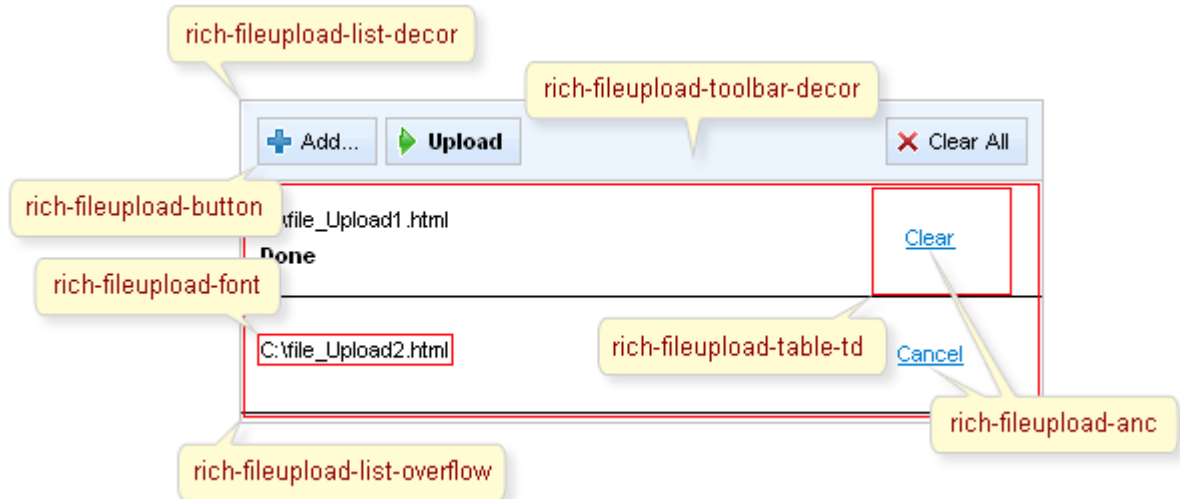 rich-fileupload-list-decor
rich-fileupload-toolbar-decor
Add... Upload Clear All
rich-fileupload-button
\file_Upload1.html
Clear
Done
rich-fileupload-font
rich-fileupload-table-td
C:\file_Upload2.html
Cancel
rich-fileupload-anc
rich-fileupload-list-overflow